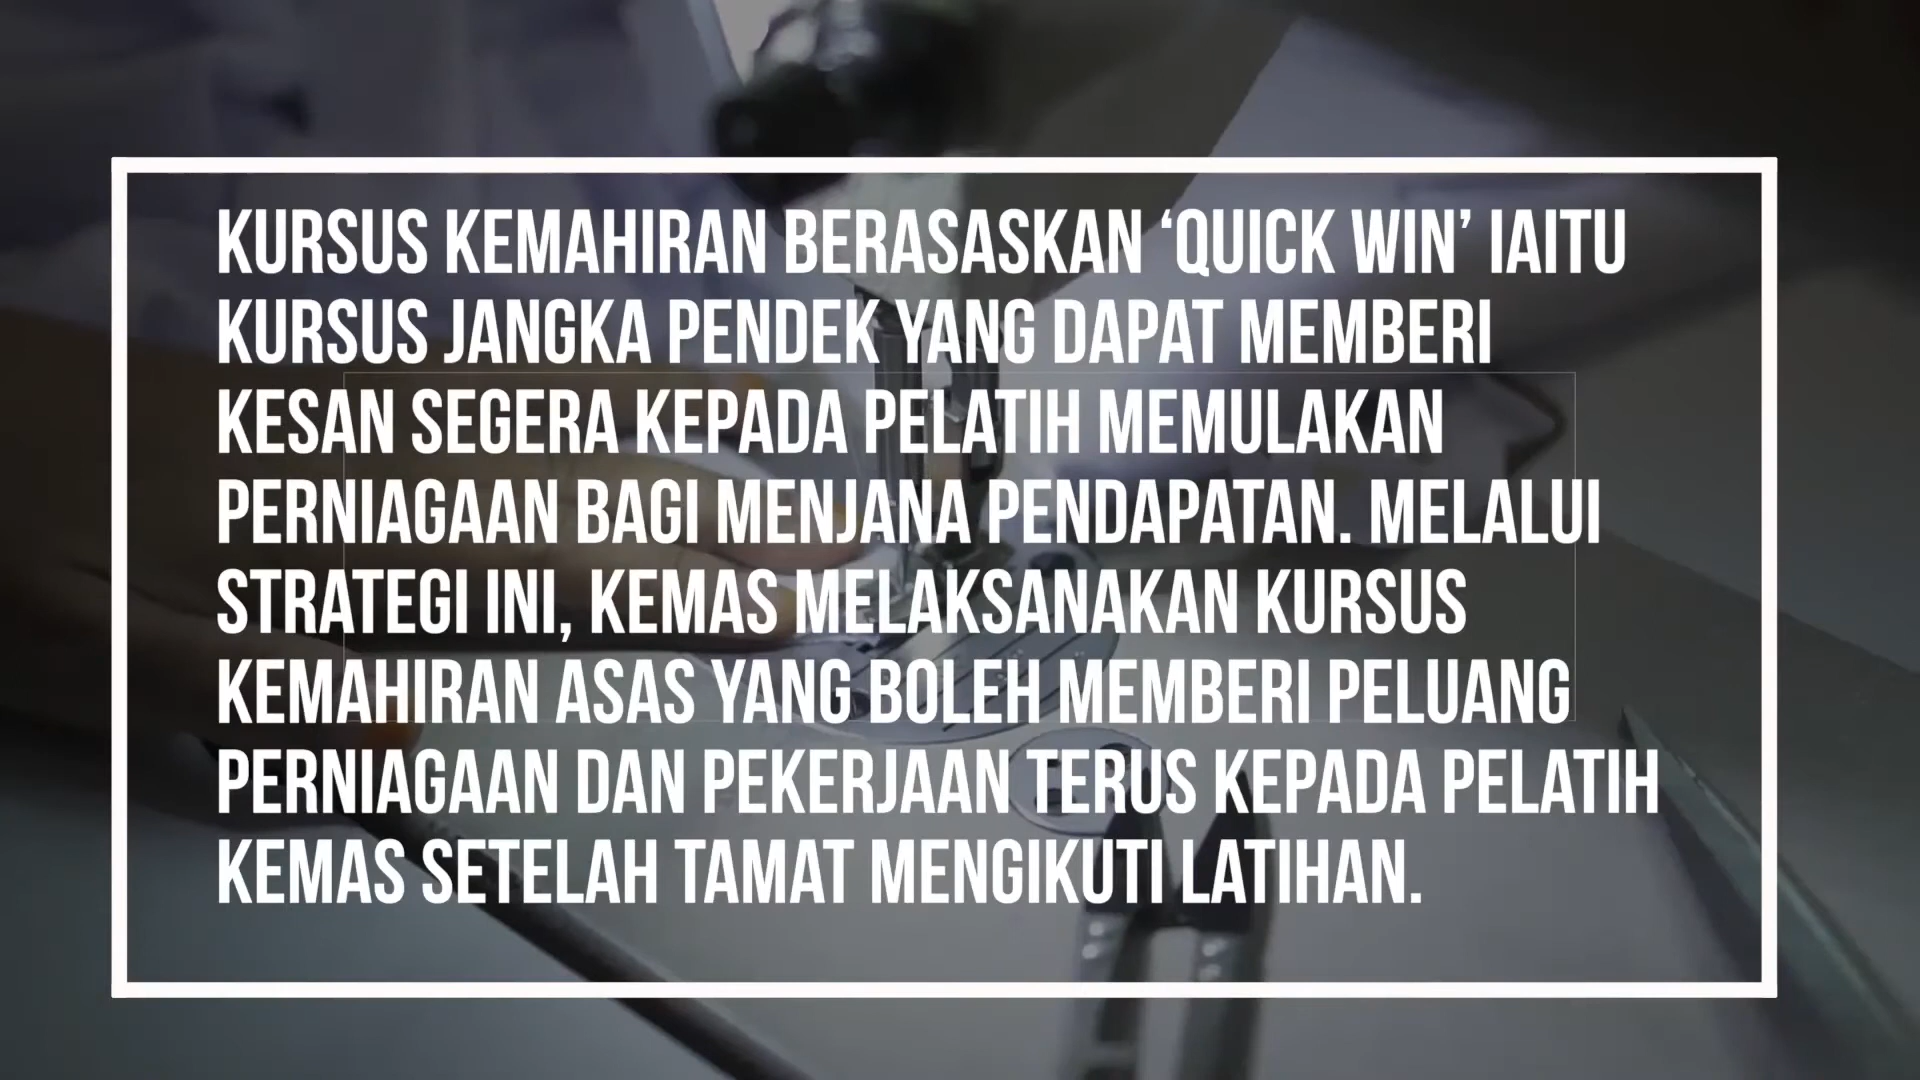 KURSUS KEMAHIRAN BERASASKAN ‘QUICK WIN’ IAITU
KURSUS JANGKA PENDEK YANG DAPAT MEMBERI
KESAN SEGERA KEPADA PELATIH MEMULAKAN
PERNIAGAAN BAGI MENJANA PENDAPATAN. MELALUI
STRATEGI INI, KEMAS MELAKSANAKAN KURSUS
KEMAHIRAN ASAS YANG BOLEH MEMBERI PELUANG
PERNIAGAAN DAN PEKERJAAN TERUS KEPADA PELATIH
KEMAS SETELAH TAMAT MENGIKUTI LATIHAN.